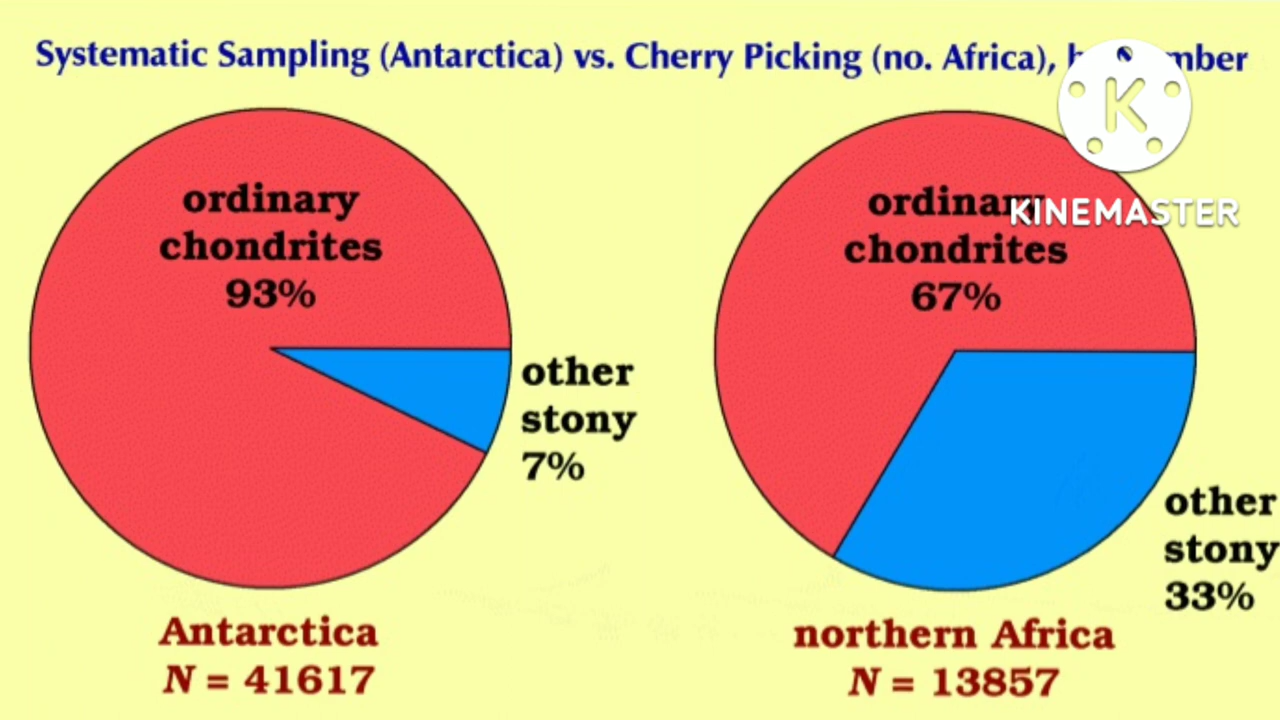 Systematic Sampling (Antarctica) vs. Cherry Picking (no. Africa),
K
KINEMASTER
ordinary
chondrites
93%
other
stony
7%
Antarctica
N = 41617
ordinary
chondrites
67%
other
stony
33%
northern Africa
N = 13857